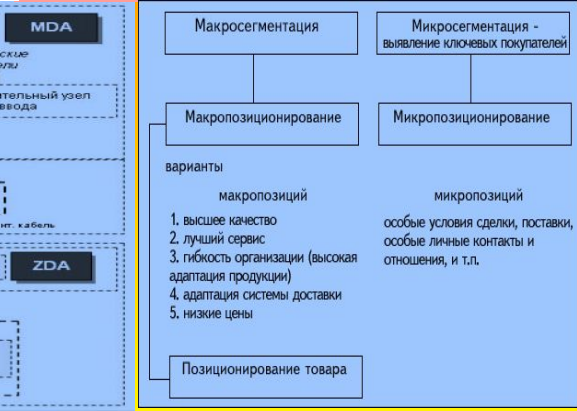 MDA
ввода
кабель
ZDA
Макросегментация
Микросегментация -
выявление ключевых покупателей
Макропозиционирование
Микропозиционирование
варианты
макропозиций
микропозиций
1. высшее качество
2. лучший сервис
3. гибкость организации (высокая
адаптация продукции)
4. адаптация системы доставки
5. низкие цены
особые условия сделки, поставки,
особые личные контакты и
отношения, и т.п.
Позиционирование товара